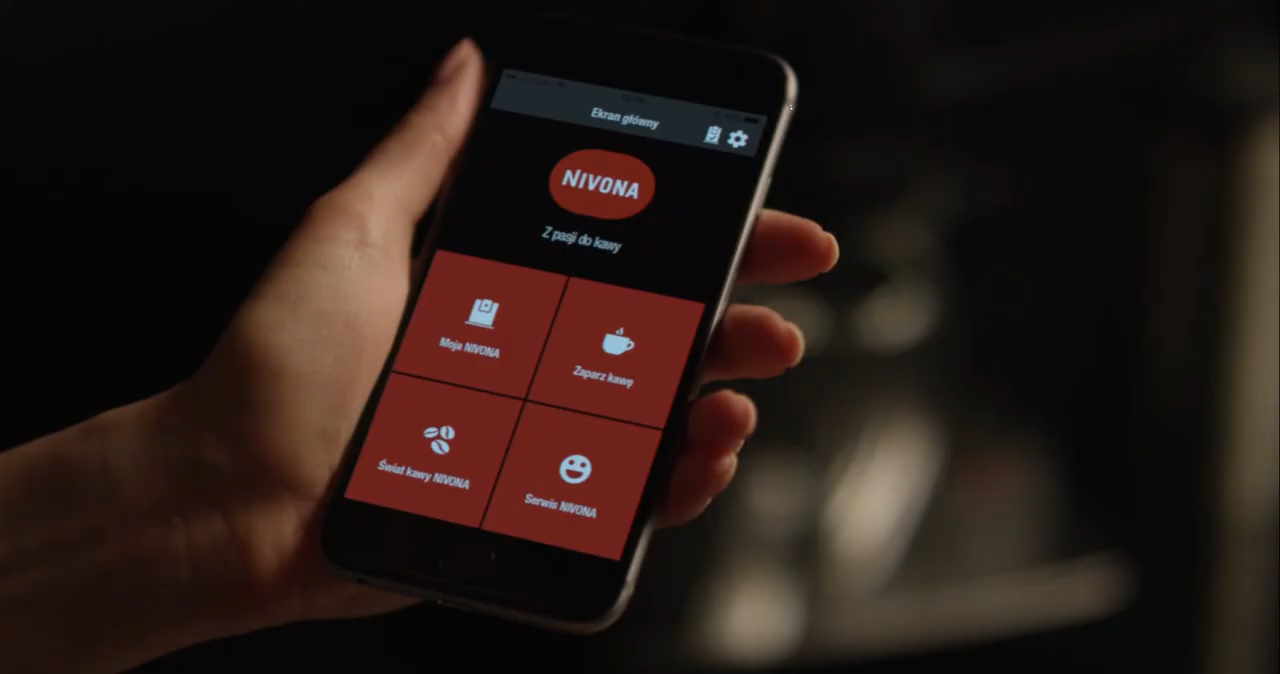 Ekran główny
NIVONA
Z pasji do kawy
Moja NIVONA
Zaparz kawę
Świat kawy NIVONA
Serwis NIVONA